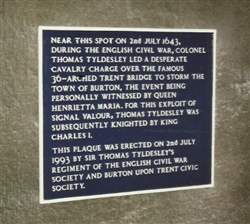 NEAR THIS SPOT ON 2ND JULY 1643,
DURING THE ENGLISH CIVIL WAR, COLONEL
THOMAS TYLDESLEY LED A DESPERATE
CAVALRY CHARGE OVER THE FAMOUS
36-ARCHED TRENT BRIDGE TO STORM THE
TOWN OF BURTON, THE EVENT BEING
PERSONALLY WITNESSED BY QUEEN
HENRIETTA MARIA. FOR THIS EXPLOIT OF
SIGNAL VALOUR, THOMAS TYLDESLEY WAS
SUBSEQUENTLY KNIGHTED BY KING
CHARLES I.
THIS PLAQUE WAS ERECTED ON 2ND JULY
1993 BY SIR THOMAS TYLDESLEY'S
REGIMENT OF THE ENGLISH CIVIL WAR
SOCIETY AND BURTON UPON TRENT CIVIC
SOCIETY.